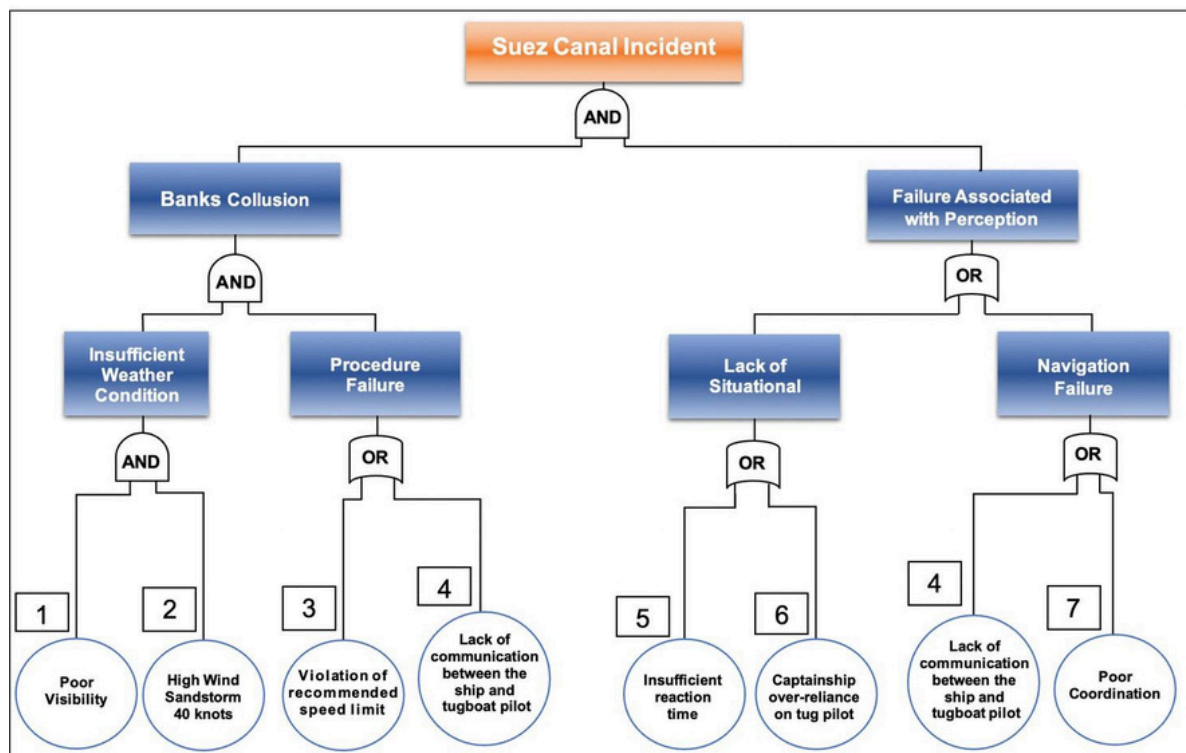 Suez Canal Incident
AND
Banks Collusion
Failure Associated
with Perception
AND
OR
Insufficient
Weather
Condition
Procedure
Failure
Lack of
Situational
Navigation
Failure
AND
OR
OR
OR
1
2
3
4
5
6
4
7
Poor
Visibility
High Wind
Sandstorm
40 knots
Violation of
recommended
speed limit
Lack of
communication
between the
ship and
tugboat pilot
Insufficient
reaction
time
Captainship
over-reliance
on tug pilot
Lack of
communication
between the
ship and
tugboat pilot
Poor
Coordination